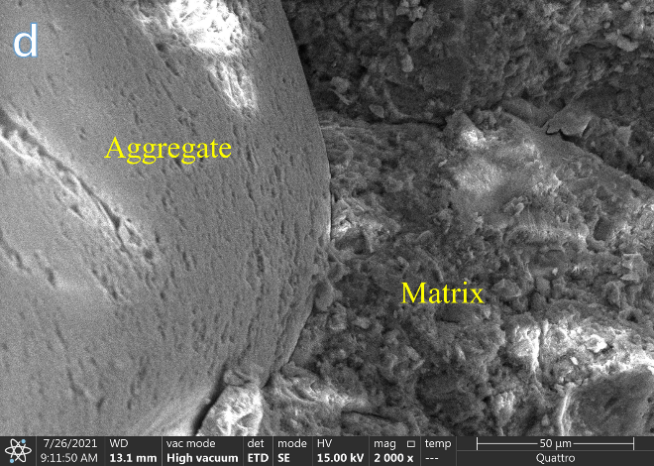 d
Aggregate
Matrix
7/26/2021 WD vac mode det mode HV mag □ temp 50 µm
9:11:50 AM 13.1 mm High vacuum ETD SE 15.00 kV 2 000 x --- Quattro